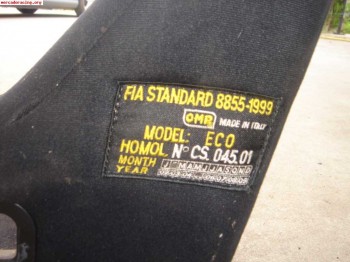 mercadoracing.org
FIA STANDARD 8855-1999
OMP MADE IN ITALY
MODEL: ECO
HOMOL. N° CS. 045.01
MONTH
YEAR